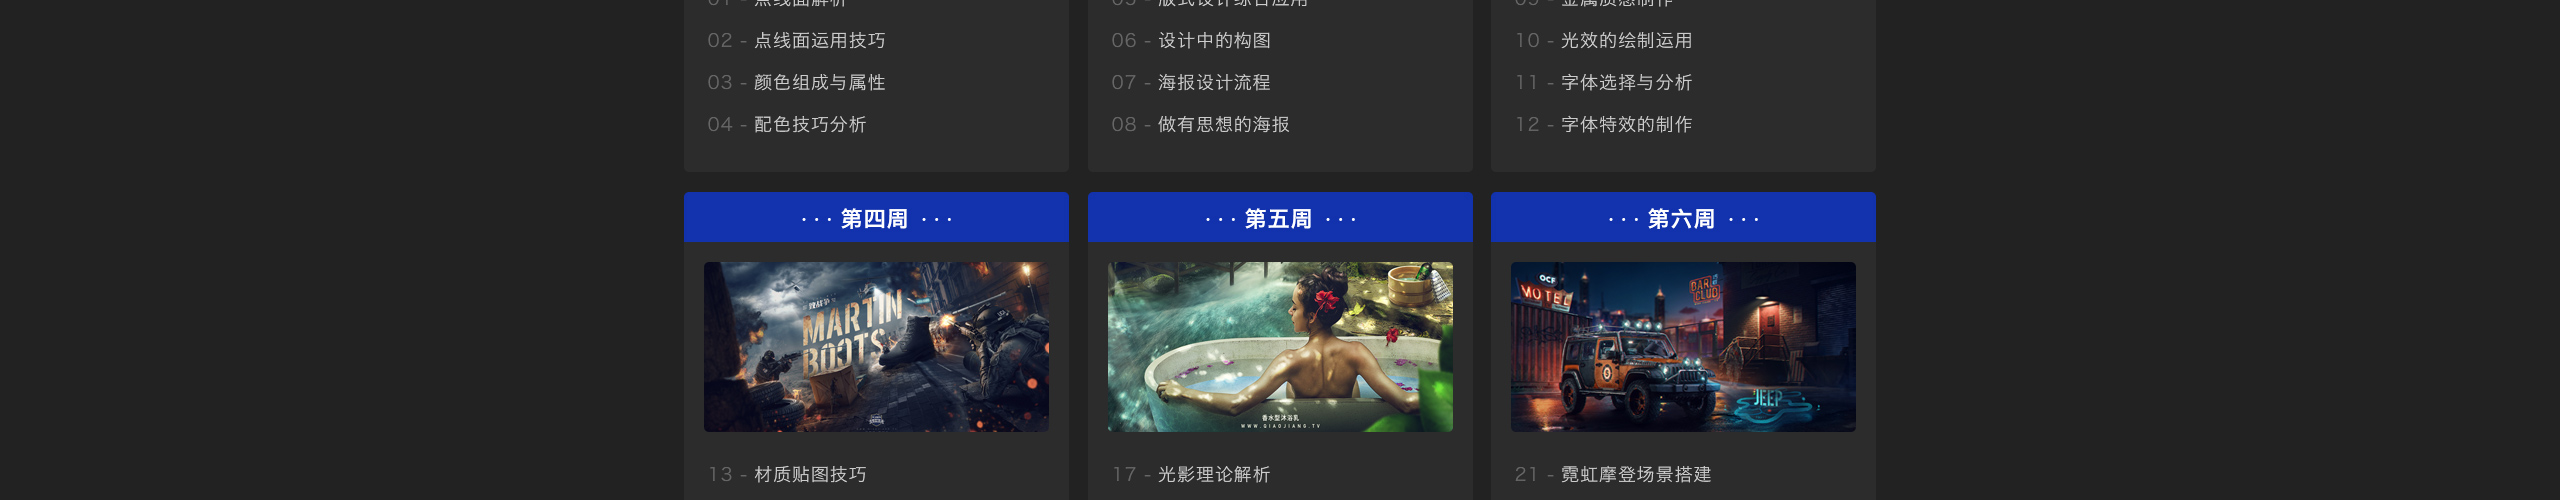 01 - 点线面解析
02 - 点线面运用技巧
03 - 颜色组成与属性
04 - 配色技巧分析
05 - 版式设计综合应用
06 - 设计中的构图
07 - 海报设计流程
08 - 做有思想的海报
09 - 金属质感制作
10 - 光效的绘制运用
11 - 字体选择与分析
12 - 字体特效的制作
··· 第四周 ···
MARTIN
BOOTS
13 - 材质贴图技巧
··· 第五周 ···
香水型沐浴乳
WWW.QIAOJIANG.TV
17 - 光影理论解析
··· 第六周 ···
OCF
MOTEL
DARL
CLUB
JEEP
21 - 霓虹摩登场景搭建